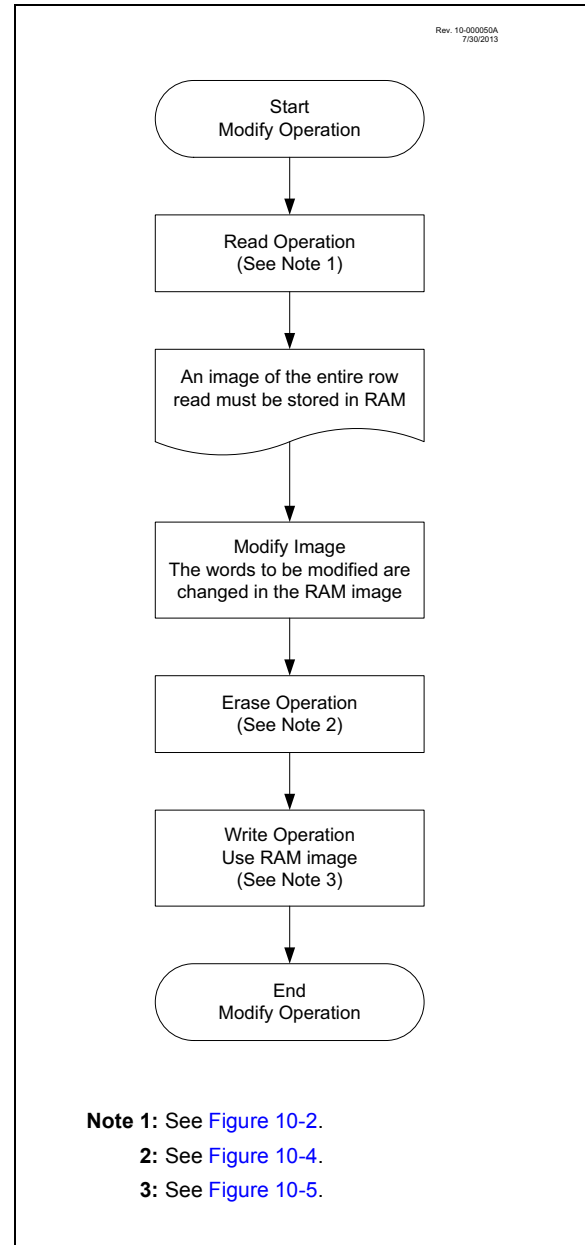 Rev. 10-000050A
7/30/2013
Start
Modify Operation
Read Operation
(See Note 1)
An image of the entire row
read must be stored in RAM
Modify Image
The words to be modified are
changed in the RAM image
Erase Operation
(See Note 2)
Write Operation
Use RAM image
(See Note 3)
End
Modify Operation
Note 1: See Figure 10-2.
2: See Figure 10-4.
3: See Figure 10-5.